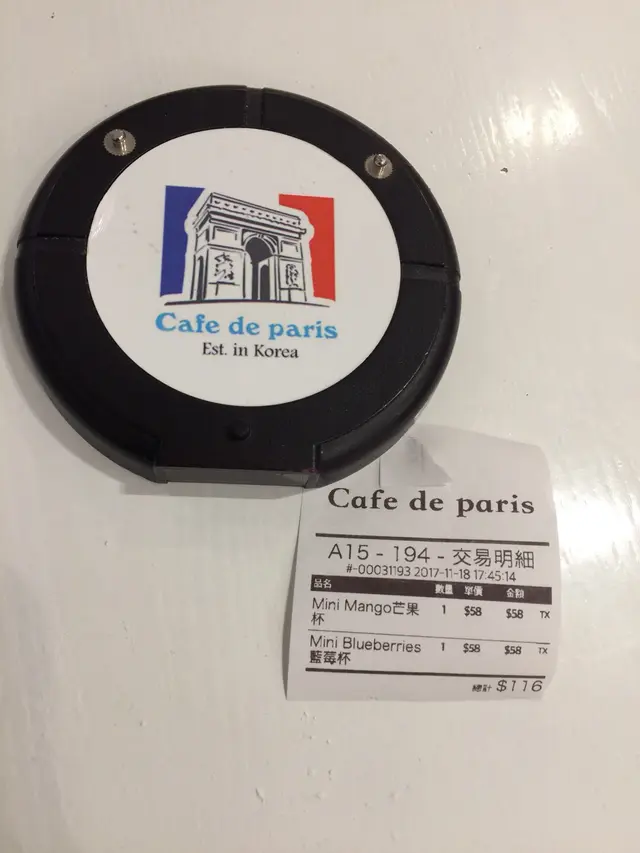 Cafe de paris
Est. in Korea
Cafe de paris
A15 - 194 - 交易明細
#-00031193 2017-11-18 17:45:14
品名 數量 單價 金額
Mini Mango芒果 1 $58 $58 TX
杯
Mini Blueberries 1 $58 $58 TX
藍莓杯
總計 $116